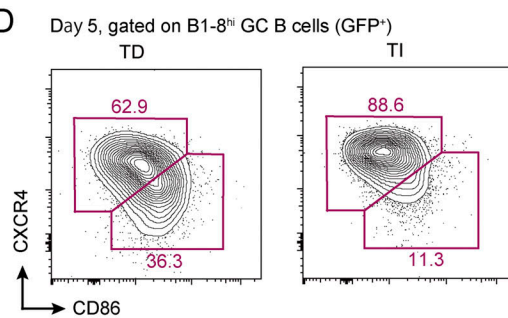 D
Day 5, gated on B1-8hi GC B cells (GFP+)
TD
TI
62.9
88.6
36.3
11.3
CXCR4
CD86